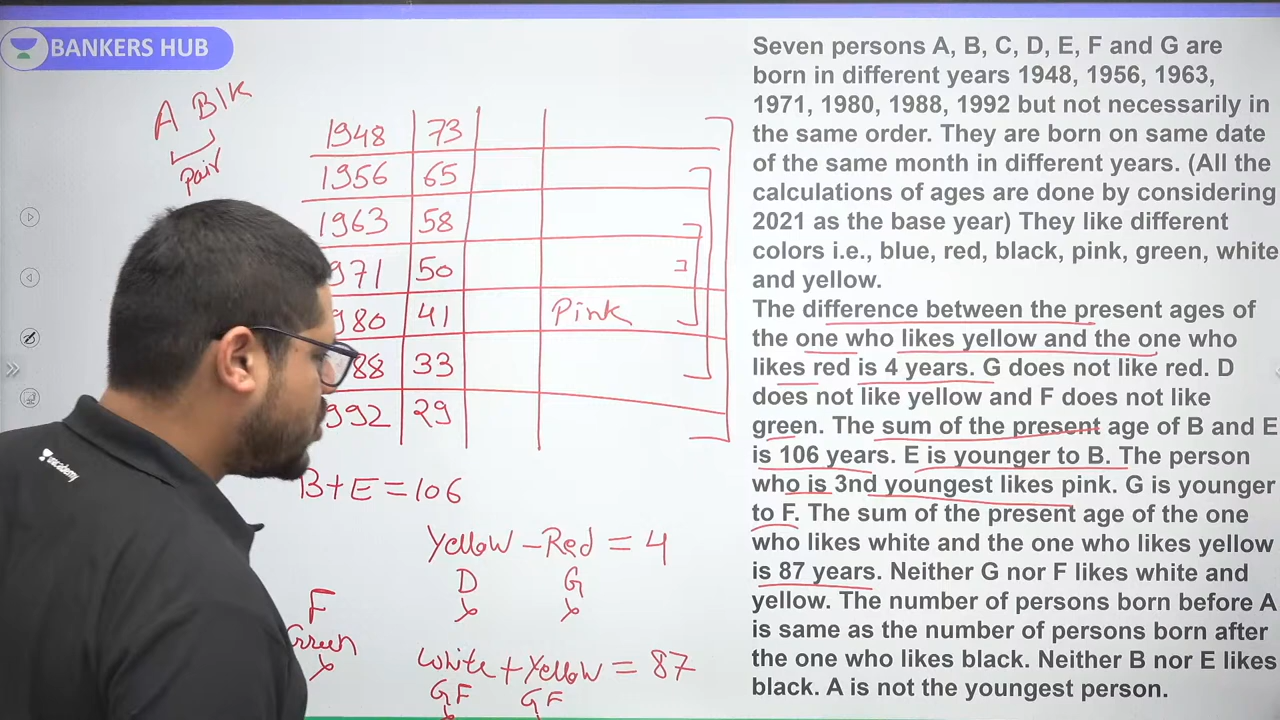 BANKERS HUB
A Blk
Pair
1948 73
1956 65
1963 58
971 50
980 41 Pink
88 33
992 29
B+E=106
Yellow - Red = 4
D G
x x
F
Green
x
White + Yellow = 87
G F G F
unacademy
Seven persons A, B, C, D, E, F and G are
born in different years 1948, 1956, 1963,
1971, 1980, 1988, 1992 but not necessarily in
the same order. They are born on same date
of the same month in different years. (All the
calculations of ages are done by considering
2021 as the base year) They like different
colors i.e., blue, red, black, pink, green, white
and yellow.
The difference between the present ages of
the one who likes yellow and the one who
likes red is 4 years. G does not like red. D
does not like yellow and F does not like
green. The sum of the present age of B and E
is 106 years. E is younger to B. The person
who is 3nd youngest likes pink. G is younger
to F. The sum of the present age of the one
who likes white and the one who likes yellow
is 87 years. Neither G nor F likes white and
yellow. The number of persons born before A
is same as the number of persons born after
the one who likes black. Neither B nor E likes
black. A is not the youngest person.